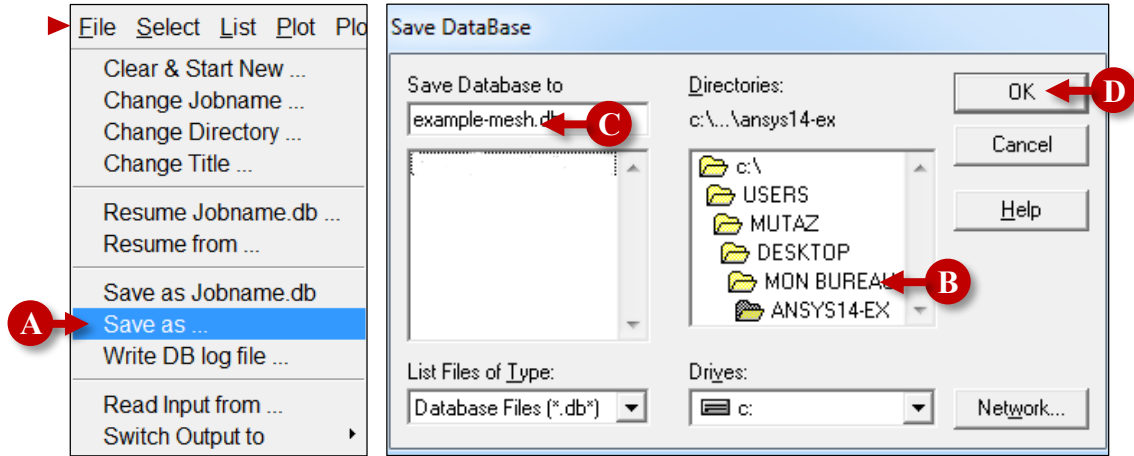 File Select List Plot Plo
Clear & Start New ...
Change Jobname ...
Change Directory ...
Change Title ...
Resume Jobname.db ...
Resume from ...
Save as Jobname.db
A
Save as ...
Write DB log file ...
Read Input from ...
Switch Output to
Save DataBase
Save Database to
example-mesh.db
C
List Files of Type:
Database Files (*.db*)
Directories:
c:\...\ansys14-ex
c:\
USERS
MUTAZ
DESKTOP
MON BUREAU
B
ANSYS14-EX
Drives:
c:
OK
D
Cancel
Help
Network...